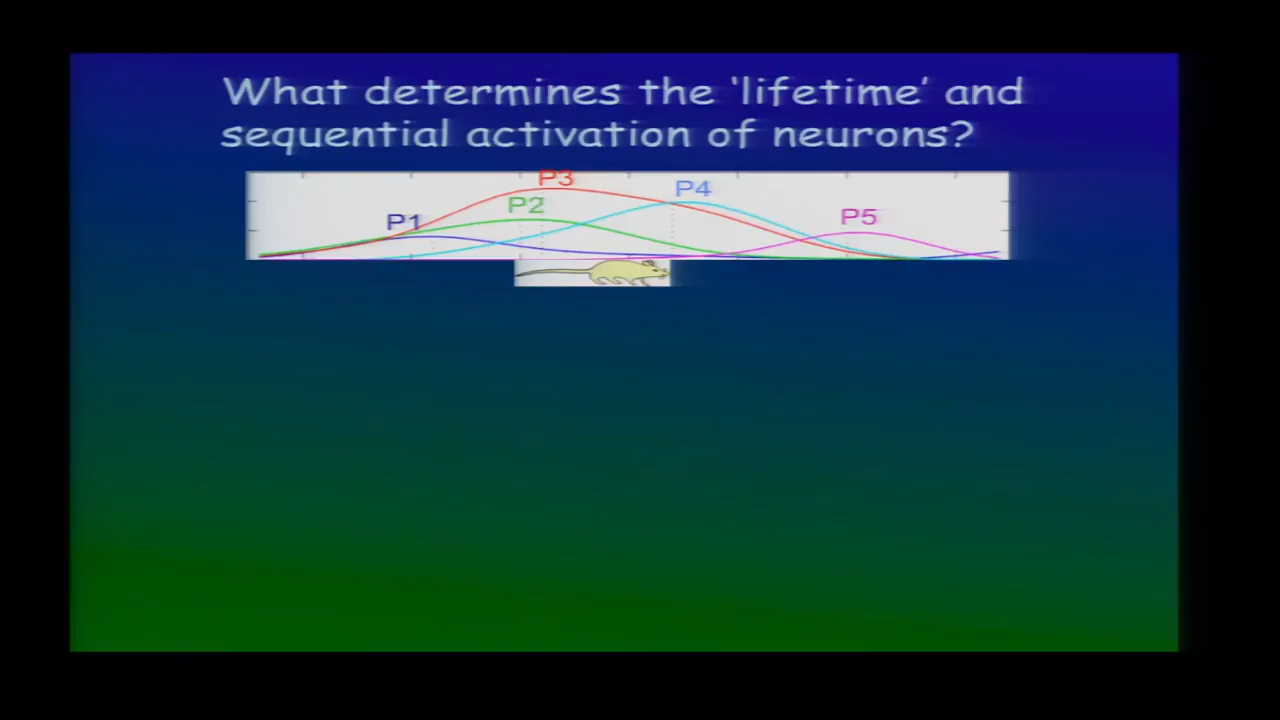 What determines the 'lifetime' and
sequential activation of neurons?
P3
P4
P2
P1
P5